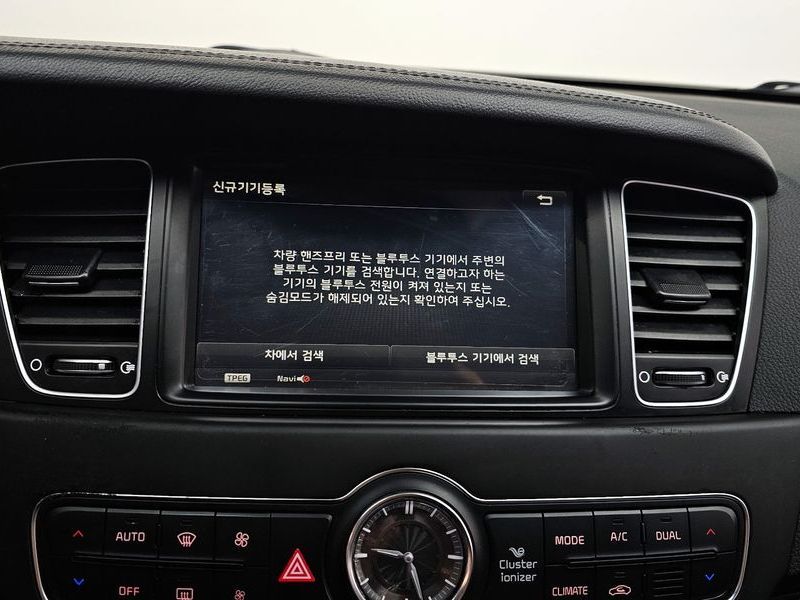 신규기기등록
차량 핸즈프리 또는 블루투스 기기에서 주변의
블루투스 기기를 검색합니다. 연결하고자 하는
기기의 블루투스 전원이 켜져 있는지 또는
숨김모드가 해제되어 있는지 확인하여 주십시오.
차에서 검색
블루투스 기기에서 검색
TPEG
Navi
AUTO
MODE
A/C
DUAL
Cluster
ionizer
OFF
CLIMATE